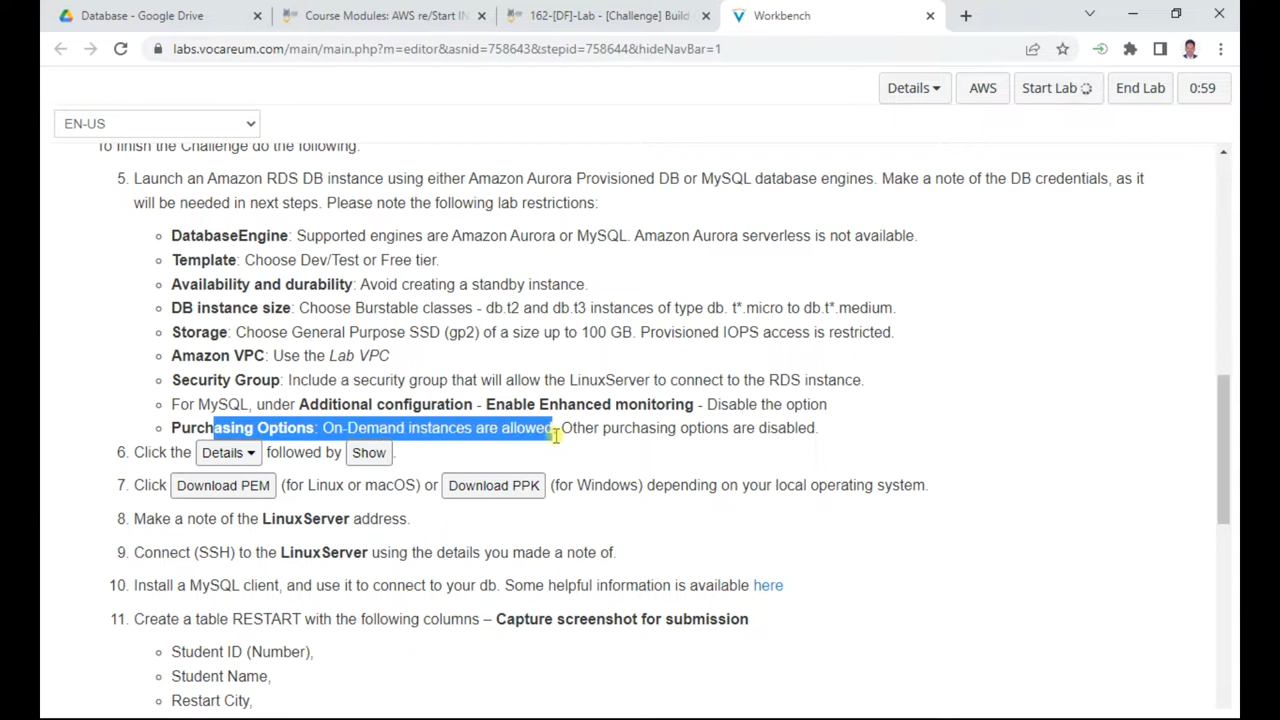 Database - Google Drive
Course Modules: AWS re/Start IN
162-[DF]-Lab - [Challenge] Build
Workbench
labs.vocareum.com/main/main.php?m=editor&asnid=758643&stepid=758644&hideNavBar=1
Details
AWS
Start Lab
End Lab
0:59
EN-US
To finish the Challenge do the following:
5. Launch an Amazon RDS DB instance using either Amazon Aurora Provisioned DB or MySQL database engines. Make a note of the DB credentials, as it
will be needed in next steps. Please note the following lab restrictions:
DatabaseEngine: Supported engines are Amazon Aurora or MySQL. Amazon Aurora serverless is not available.
Template: Choose Dev/Test or Free tier.
Availability and durability: Avoid creating a standby instance.
DB instance size: Choose Burstable classes - db.t2 and db.t3 instances of type db. t*.micro to db.t*.medium.
Storage: Choose General Purpose SSD (gp2) of a size up to 100 GB. Provisioned IOPS access is restricted.
Amazon VPC: Use the Lab VPC
Security Group: Include a security group that will allow the LinuxServer to connect to the RDS instance.
For MySQL, under Additional configuration - Enable Enhanced monitoring - Disable the option
Purchasing Options: On-Demand instances are allowed. Other purchasing options are disabled.
6. Click the Details followed by Show.
7. Click Download PEM (for Linux or macOS) or Download PPK (for Windows) depending on your local operating system.
8. Make a note of the LinuxServer address.
9. Connect (SSH) to the LinuxServer using the details you made a note of.
10. Install a MySQL client, and use it to connect to your db. Some helpful information is available here
11. Create a table RESTART with the following columns – Capture screenshot for submission
Student ID (Number),
Student Name,
Restart City,